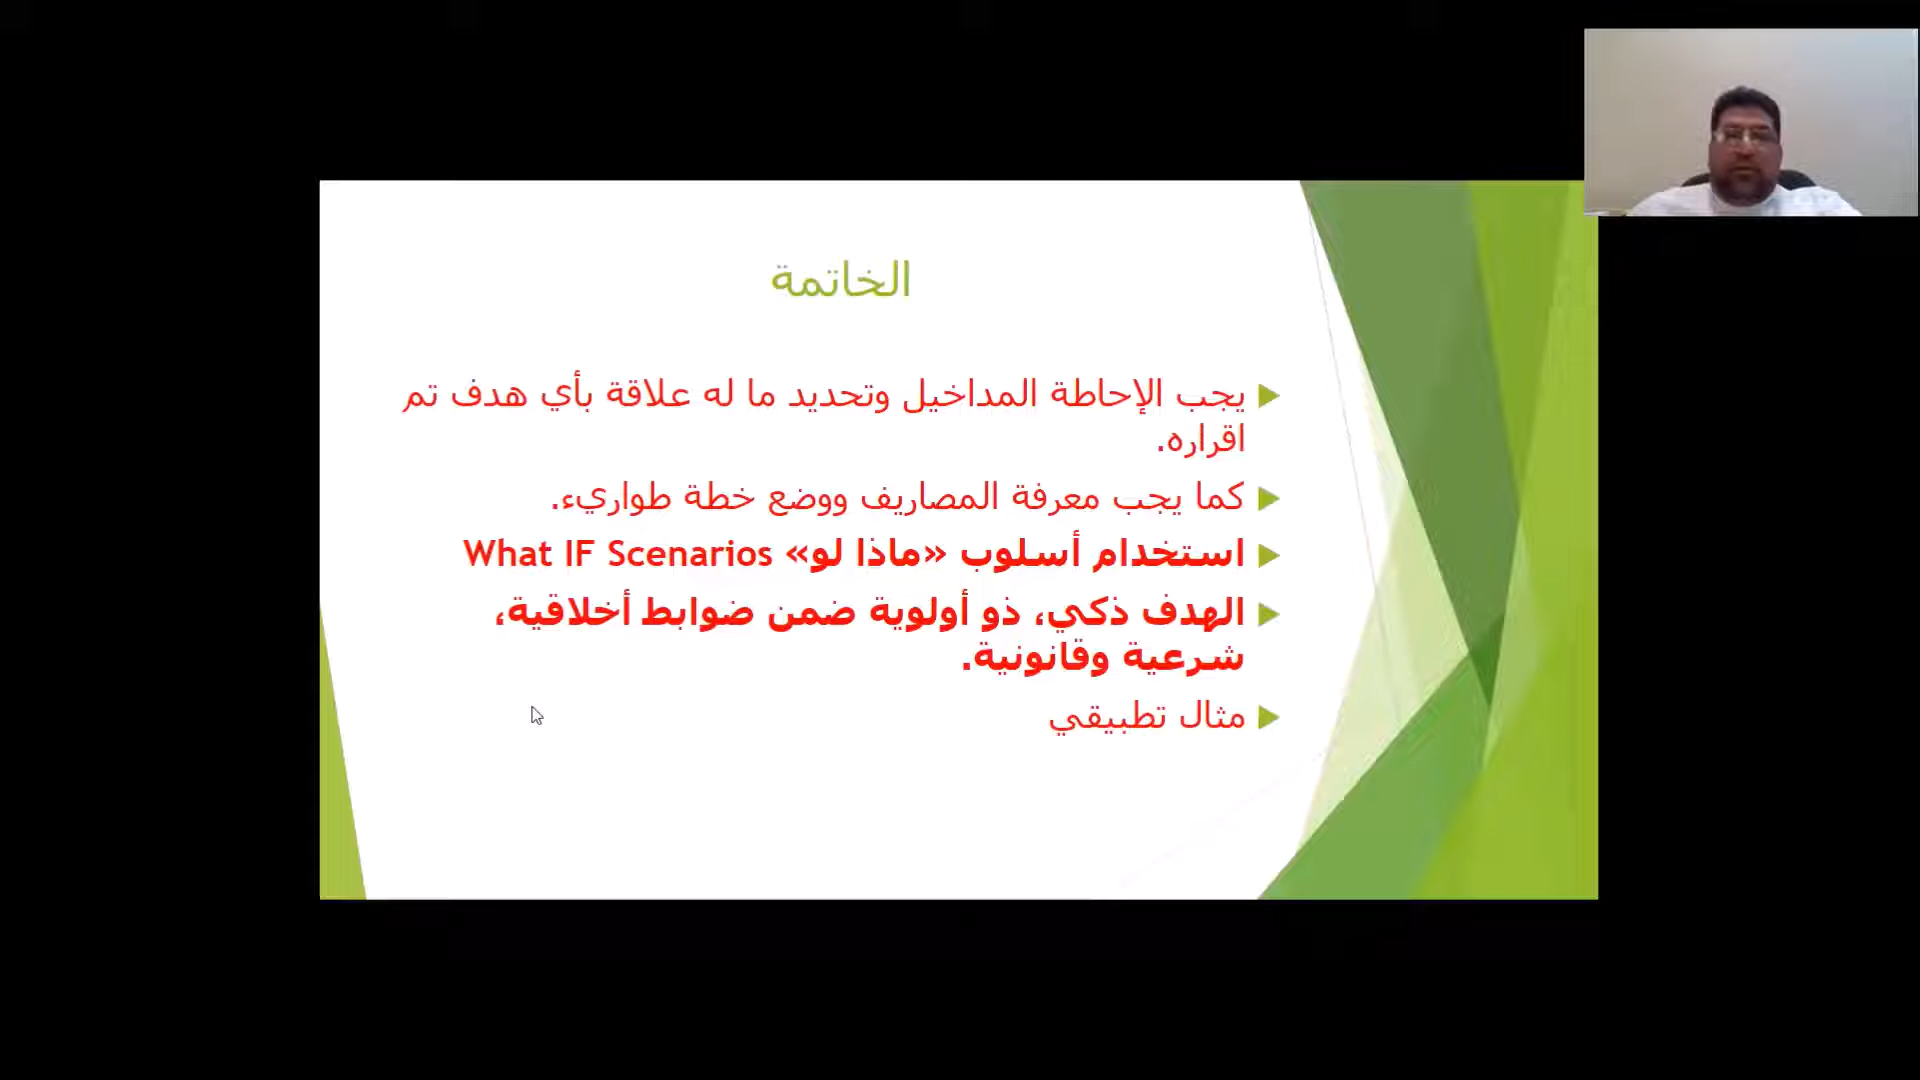 الخاتمة
يجب الإحاطة المداخيل وتحديد ما له علاقة بأي هدف تم
اقراره.
كما يجب معرفة المصاريف ووضع خطة طواريء.
استخدام أسلوب «ماذا لو» What IF Scenarios
الهدف ذكي، ذو أولوية ضمن ضوابط أخلاقية،
شرعية وقانونية.
مثال تطبيقي